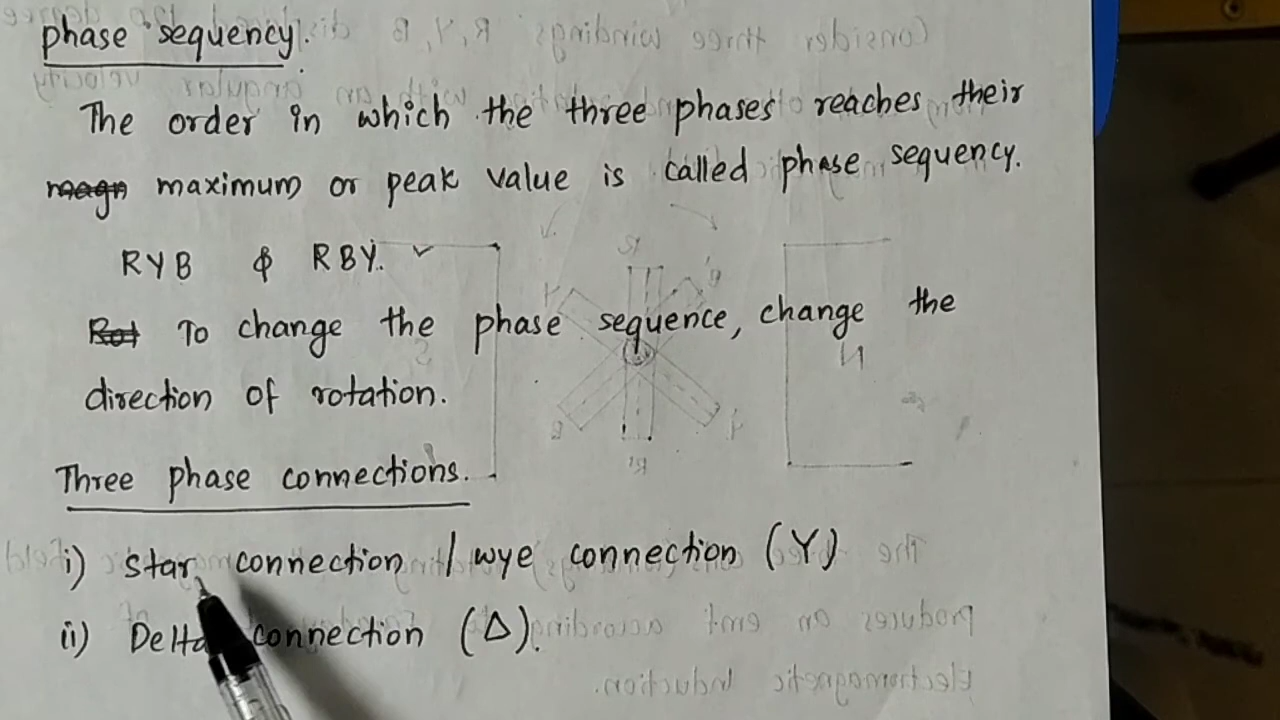 phase sequency.
The order in which the three phases reaches their
maximum or peak value is called phase sequency.
RYB & RBY. ✓
To change the phase sequence, change the
direction of rotation.
Three phase connections.
i) Star connection / wye connection (Y)
ii) Delta connection (Δ).